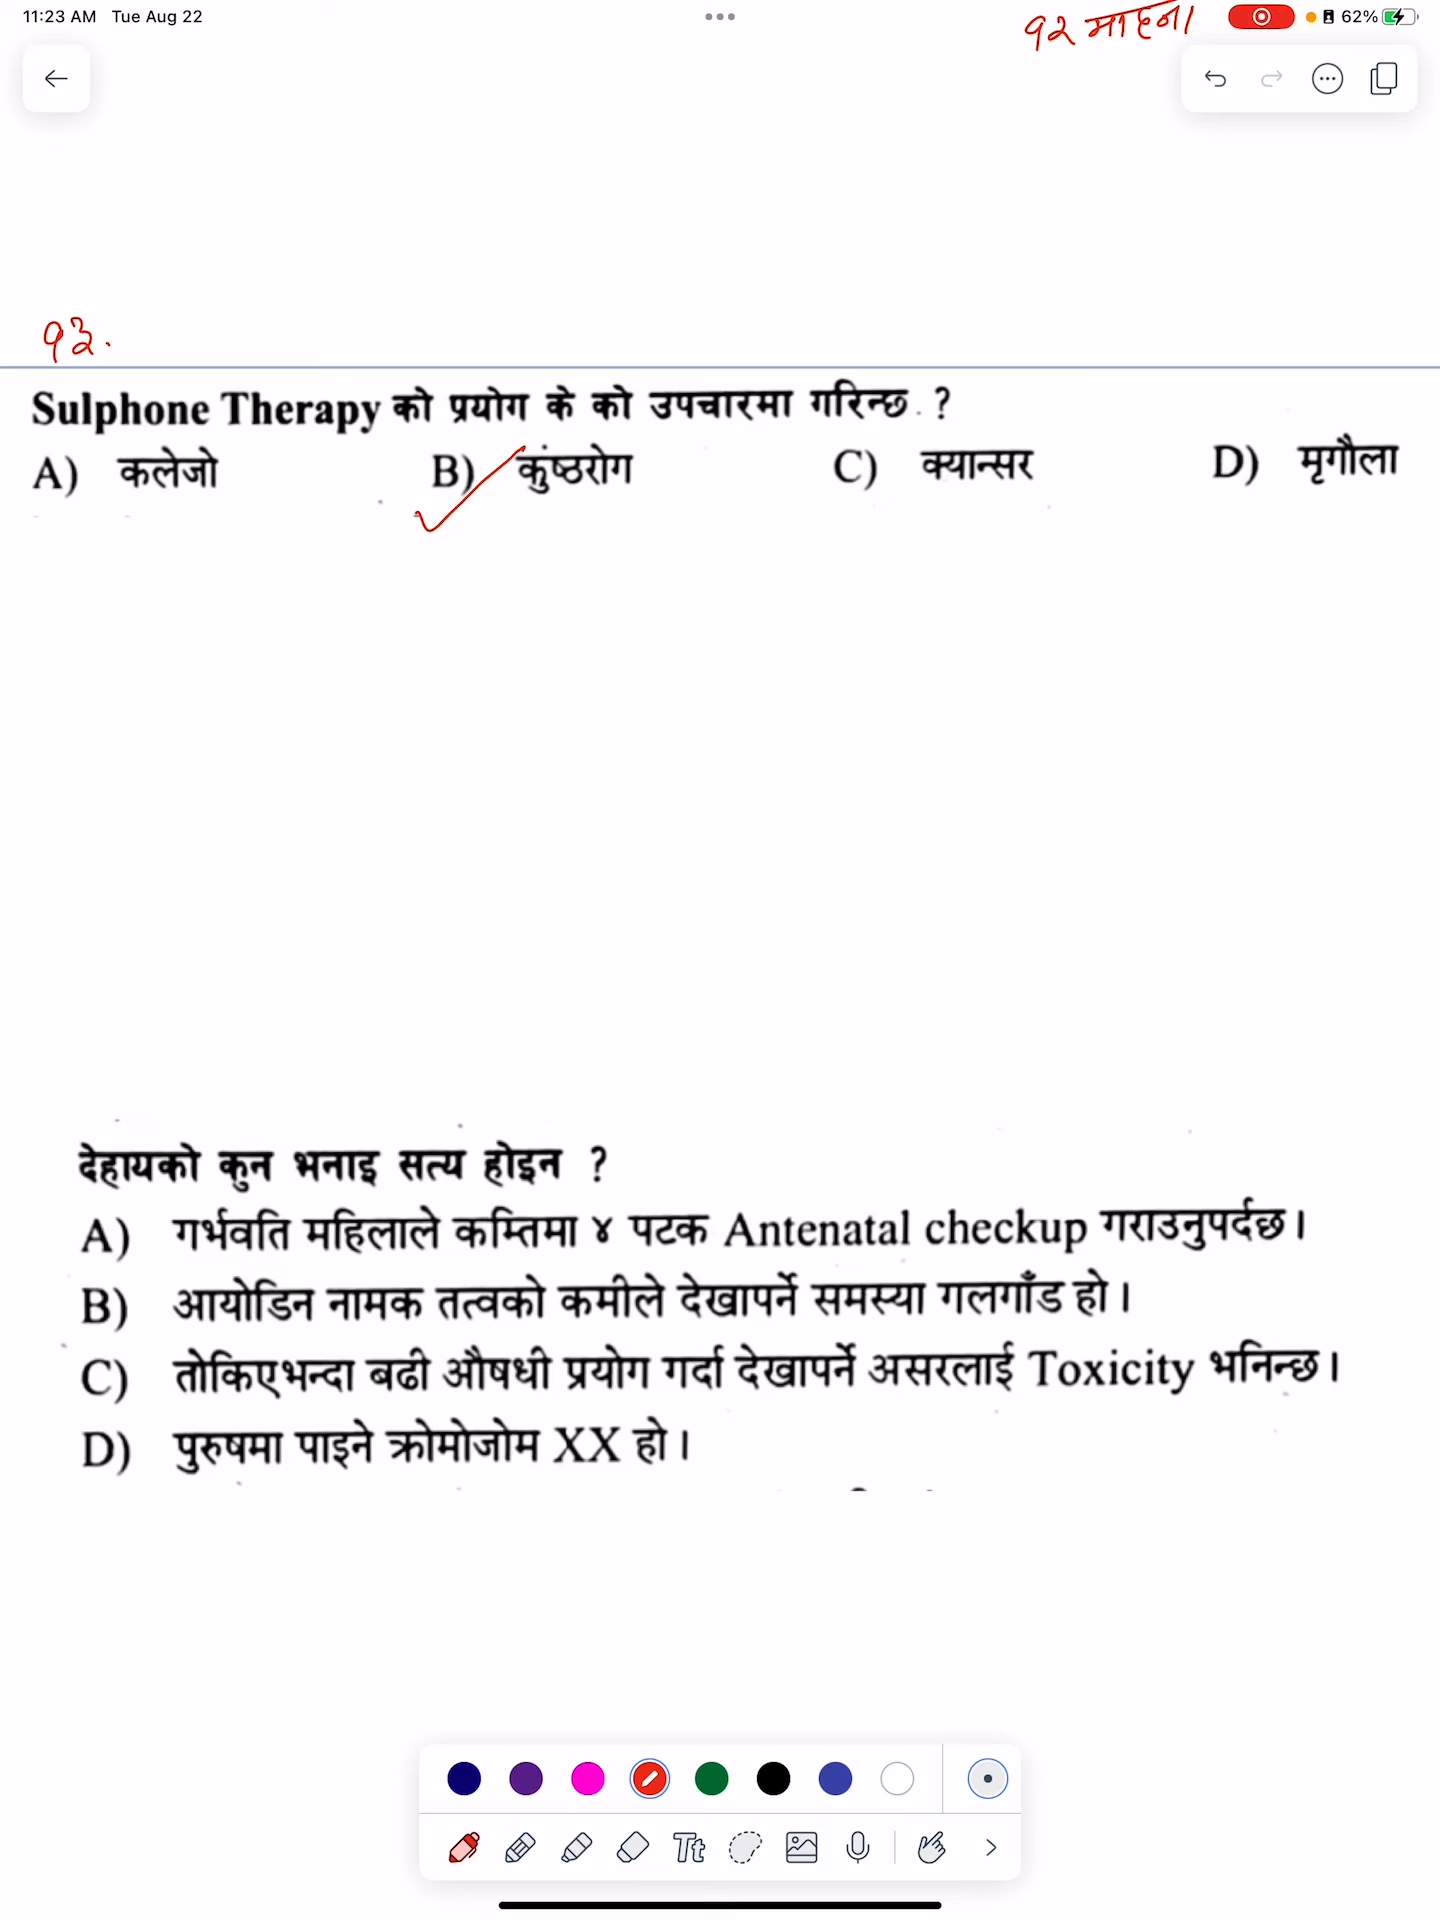 11:23 AM Tue Aug 22
62%
१२ माहिना
१३.
Sulphone Therapy को प्रयोग के को उपचारमा गरिन्छ . ?
A) कलेजो B) कुंष्ठरोग C) क्यान्सर D) मृगौला
देहायको कुन भनाइ सत्य होइन ?
A) गर्भवति महिलाले कम्तिमा ४ पटक Antenatal checkup गराउनुपर्दछ।
B) आयोडिन नामक तत्वको कमीले देखापर्ने समस्या गलगाँड हो।
C) तोकिएभन्दा बढी औषधी प्रयोग गर्दा देखापर्ने असरलाई Toxicity भनिन्छ।
D) पुरुषमा पाइने क्रोमोजोम XX हो।
Tt